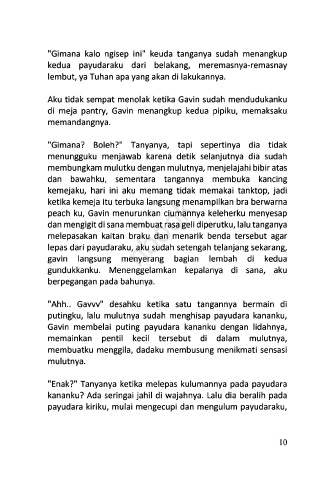 "Gimana kalo ngisep ini" keuda tanganya sudah menangkup
kedua payudaraku dari belakang, meremasnya-remasnay
lembut, ya Tuhan apa yang akan di lakukannya.
Aku tidak sempat menolak ketika Gavin sudah mendudukanku
di meja pantry, Gavin menangkup kedua pipiku, memaksaku
memandangnya.
"Gimana? Boleh?" Tanyanya, tapi sepertinya dia tidak
menungguku menjawab karena detik selanjutnya dia sudah
membungkam mulutku dengan mulutnya, menjelajahi bibir atas
dan bawahku, sementara tangannya membuka kancing
kemejaku, hari ini aku memang tidak memakai tanktop, jadi
ketika kemeja itu terbuka langsung menampilkan bra berwarna
peach ku, Gavin menurunkan ciumannya keleherku menyesap
dan mengigit di sana membuat rasa geli diperutku, lalu tanganya
melepasakan kaitan braku dan menarik benda tersebut agar
lepas dari payudaraku, aku sudah setengah telanjang sekarang,
gavin langsung menyerang bagian lembah di kedua
gundukkanku. Menenggelamkan kepalanya di sana, aku
berpegangan pada bahunya.
"Ahh.. Gavvv" desahku ketika satu tangannya bermain di
putingku, lalu mulutnya sudah menghisap payudara kananku,
Gavin membelai puting payudara kananku dengan lidahnya,
memainkan pentil kecil tersebut di dalam mulutnya,
membuatku menggila, dadaku membusung menikmati sensasi
mulutnya.
"Enak?" Tanyanya ketika melepas kulumannya pada payudara
kananku? Ada seringai jahil di wajahnya. Lalu dia beralih pada
payudara kiriku, mulai mengecupi dan mengulum payudaraku,
10